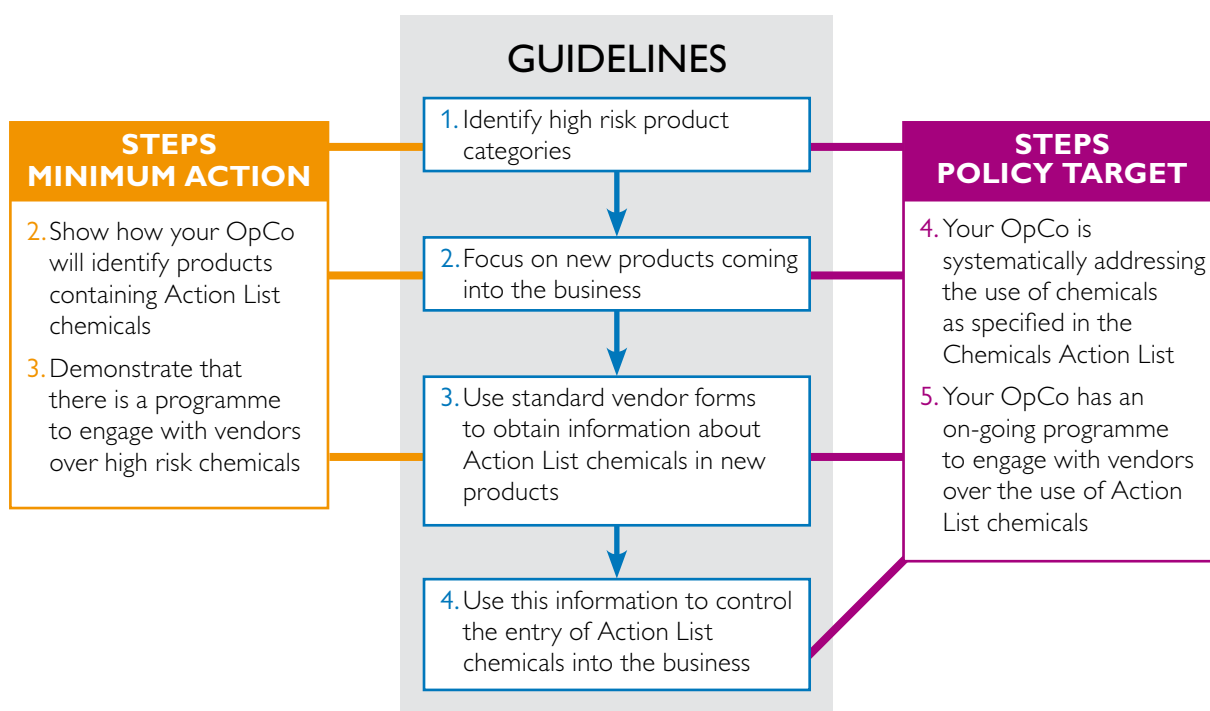 GUIDELINES
STEPS
MINIMUM ACTION
2. Show how your OpCo
will identify products
containing Action List
chemicals
3. Demonstrate that
there is a programme
to engage with vendors
over high risk chemicals
1. Identify high risk product
categories
2. Focus on new products coming
into the business
3. Use standard vendor forms
to obtain information about
Action List chemicals in new
products
4. Use this information to control
the entry of Action List
chemicals into the business
STEPS
POLICY TARGET
4. Your OpCo is
systematically addressing
the use of chemicals
as specified in the
Chemicals Action List
5. Your OpCo has an
on-going programme
to engage with vendors
over the use of Action
List chemicals